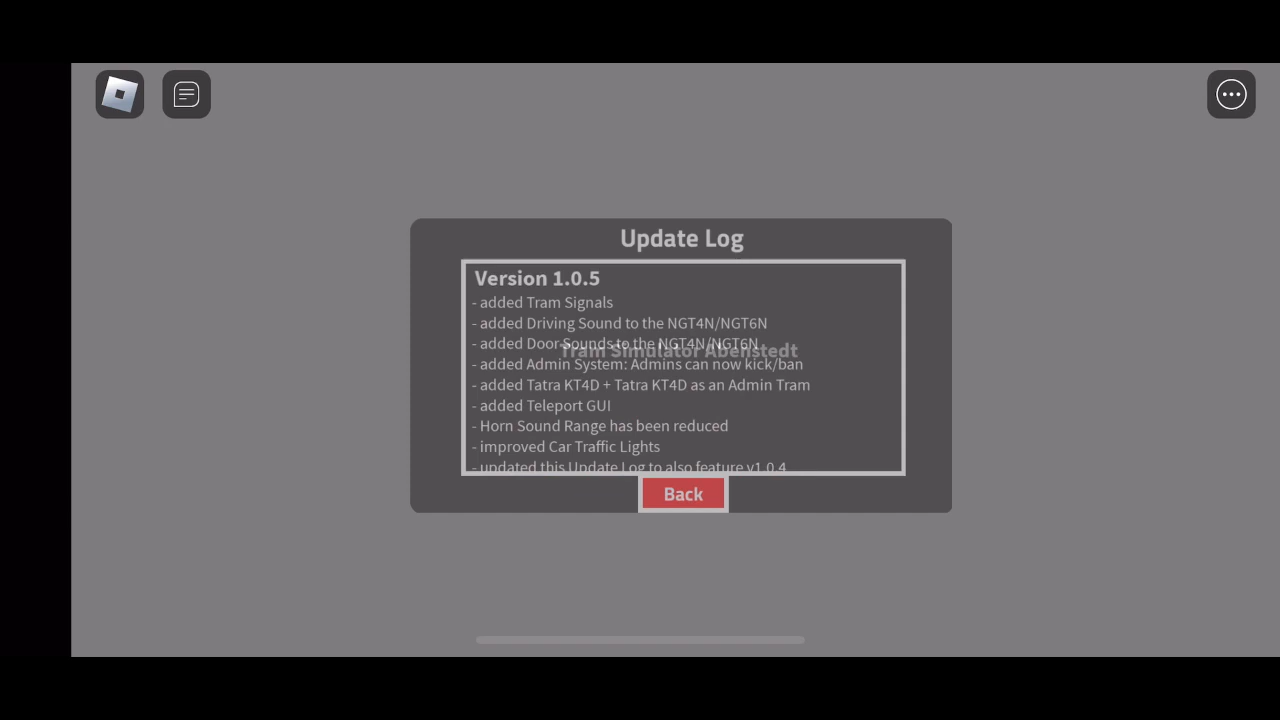 Update Log
Version 1.0.5
- added Tram Signals
- added Driving Sound to the NGT4N/NGT6N
- added Door Sounds to the NGT4N/NGT6N
Tram Simulator Abenstedt
- added Admin System: Admins can now kick/ban
- added Tatra KT4D + Tatra KT4D as an Admin Tram
- added Teleport GUI
- Horn Sound Range has been reduced
- improved Car Traffic Lights
- updated this Update Log to also feature v1.0.4
Back